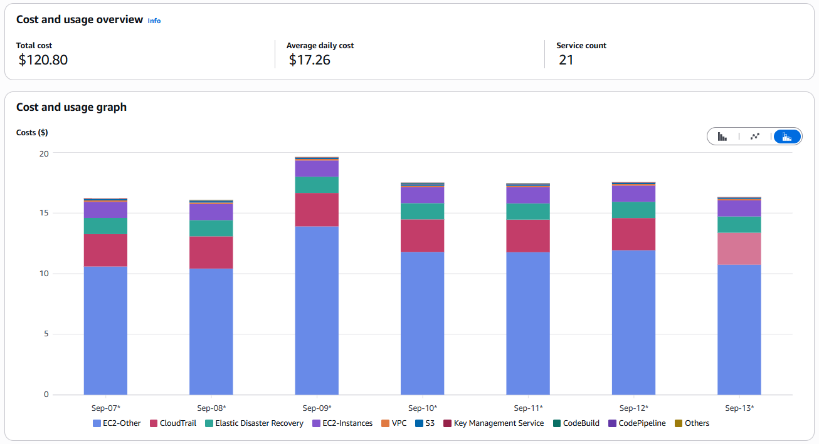 Cost and usage overview Info
Total cost
$120.80
Average daily cost
$17.26
Service count
21
Cost and usage graph
Costs ($)
20
15
10
5
0
Sep-07* Sep-08* Sep-09* Sep-10* Sep-11* Sep-12* Sep-13*
EC2-Other CloudTrail Elastic Disaster Recovery EC2-Instances VPC S3 Key Management Service CodeBuild CodePipeline Others